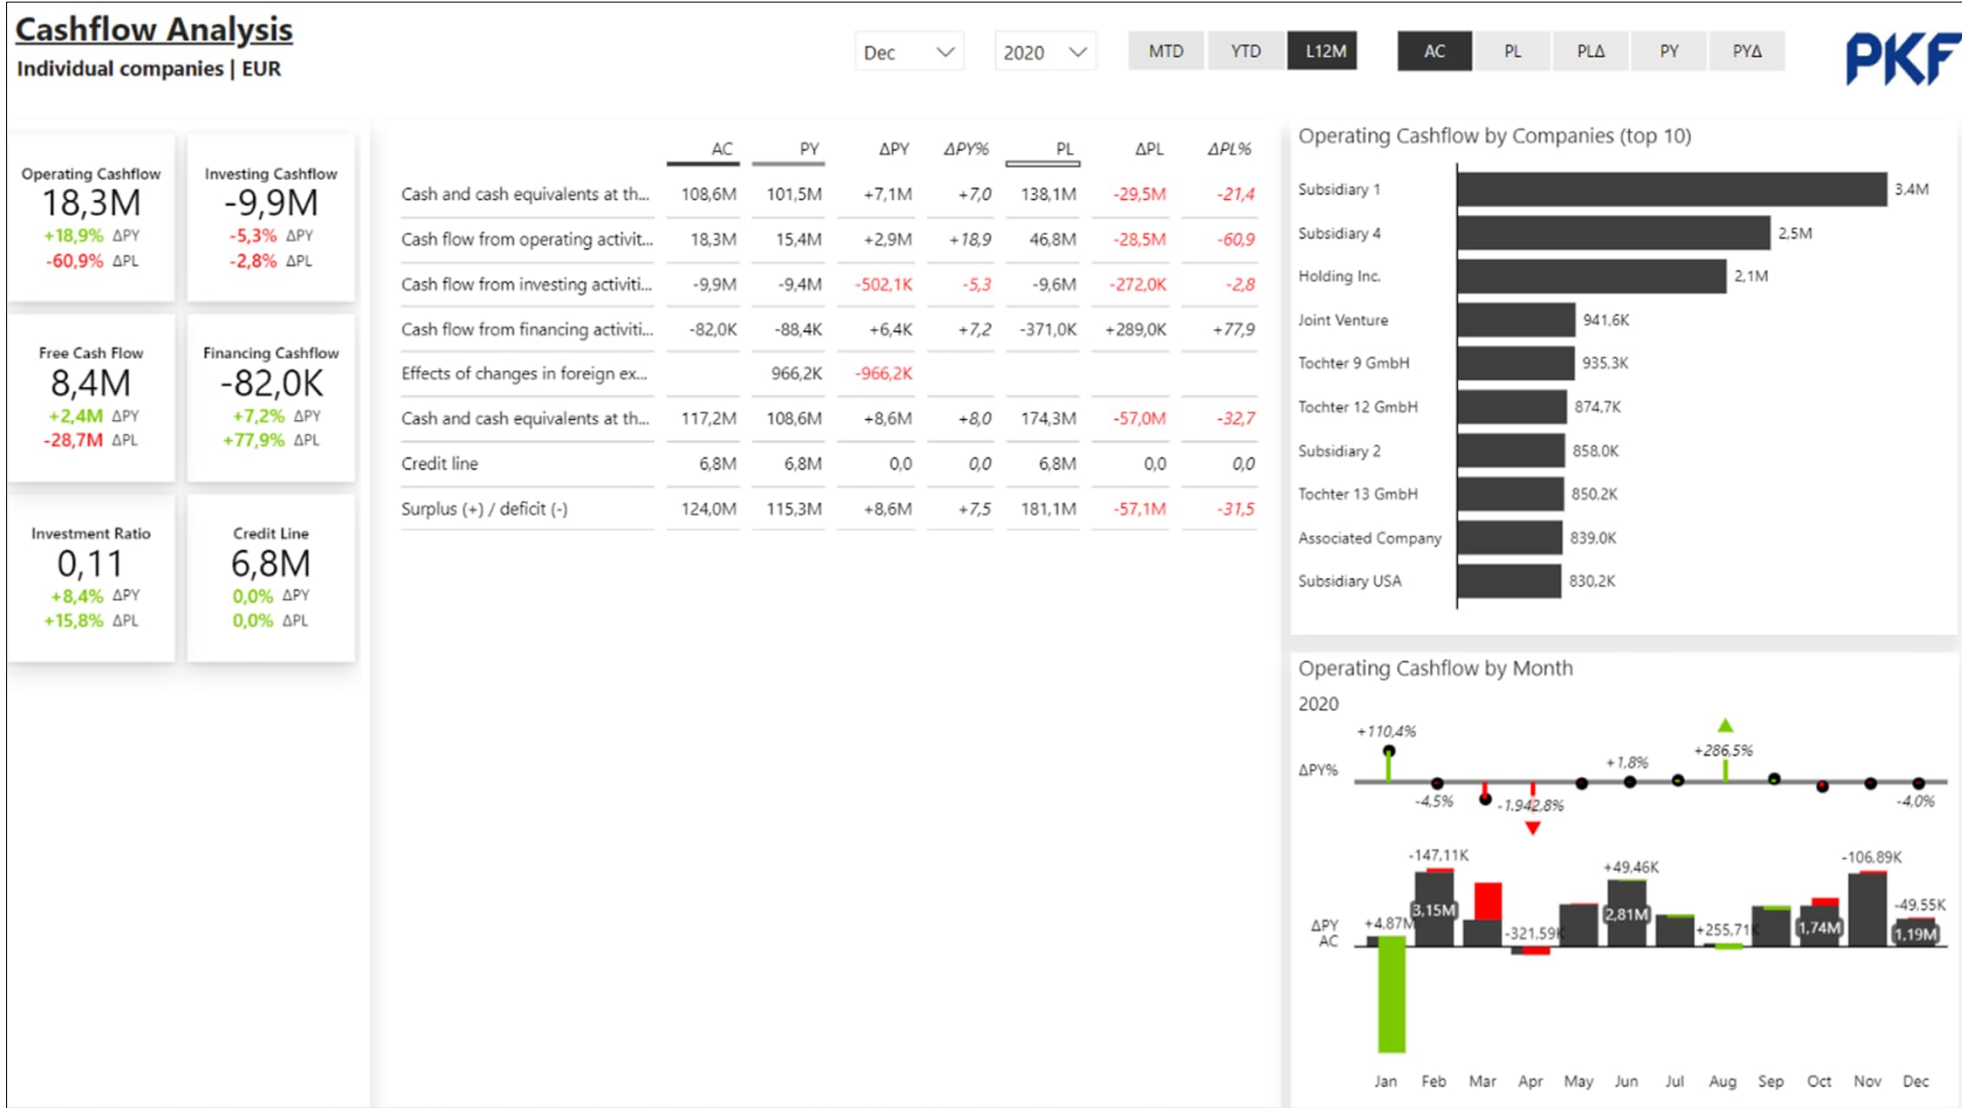 Cashflow Analysis
Individual companies | EUR
Dec 2020 MTD YTD L12M AC PL PLΔ PY PYΔ
PKF
Operating Cashflow
18,3M
+18,9% ΔPY
-60,9% ΔPL
Investing Cashflow
-9,9M
-5,3% ΔPY
-2,8% ΔPL
Free Cash Flow
8,4M
+2,4M ΔPY
-28,7M ΔPL
Financing Cashflow
-82,0K
+7,2% ΔPY
+77,9% ΔPL
Investment Ratio
0,11
+8,4% ΔPY
+15,8% ΔPL
Credit Line
6,8M
0,0% ΔPY
0,0% ΔPL
AC PY ΔPY ΔPY% PL ΔPL ΔPL%
Cash and cash equivalents at th... 108,6M 101,5M +7,1M +7,0 138,1M -29,5M -21,4
Cash flow from operating activit... 18,3M 15,4M +2,9M +18,9 46,8M -28,5M -60,9
Cash flow from investing activiti... -9,9M -9,4M -502,1K -5,3 -9,6M -272,0K -2,8
Cash flow from financing activiti... -82,0K -88,4K +6,4K +7,2 -371,0K +289,0K +77,9
Effects of changes in foreign ex... 966,2K -966,2K
Cash and cash equivalents at th... 117,2M 108,6M +8,6M +8,0 174,3M -57,0M -32,7
Credit line 6,8M 6,8M 0,0 0,0 6,8M 0,0 0,0
Surplus (+) / deficit (-) 124,0M 115,3M +8,6M +7,5 181,1M -57,1M -31,5
Operating Cashflow by Companies (top 10)
Subsidiary 1 3,4M
Subsidiary 4 2,5M
Holding Inc. 2,1M
Joint Venture 941,6K
Tochter 9 GmbH 935,3K
Tochter 12 GmbH 874,7K
Subsidiary 2 858,0K
Tochter 13 GmbH 850,2K
Associated Company 839,0K
Subsidiary USA 830,2K
Operating Cashflow by Month
2020
+110,4%
+286,5%
+1,8%
ΔPY%
-4,5% -1.942,8% -4,0%
-147,11K -106,89K
+49,46K
-49,55K
3,15M 2,81M
ΔPY +4,87M -321,59K +255,71K 1,74M 1,19M
AC
Jan Feb Mar Apr May Jun Jul Aug Sep Oct Nov Dec